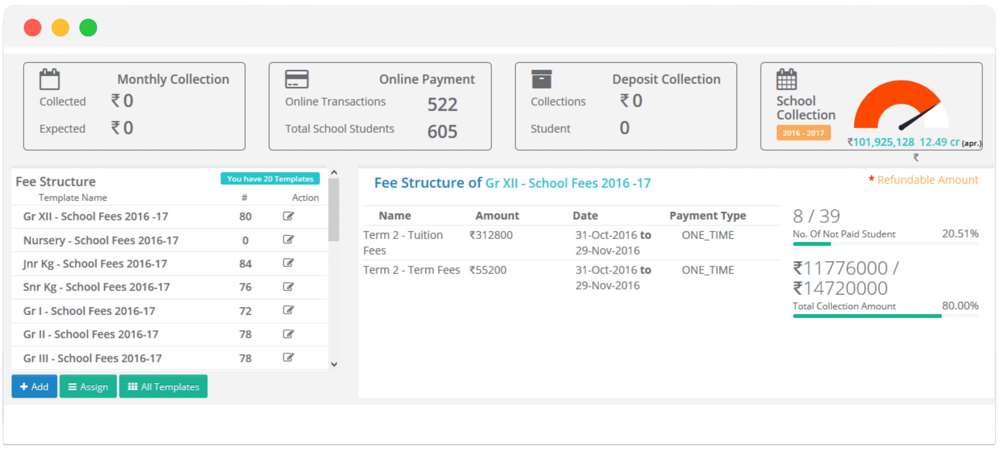 Monthly Collection
Collected ₹ 0
Expected ₹ 0
Online Payment
Online Transactions 522
Total School Students 605
Deposit Collection
Collections ₹ 0
Student 0
School
Collection
2016 - 2017
₹101,925,128 12.49 cr (apr.)
₹
Fee Structure You have 20 Templates
Template Name # Action
Gr XII - School Fees 2016 -17 80
Nursery - School Fees 2016-17 0
Jnr Kg - School Fees 2016-17 84
Snr Kg - School Fees 2016-17 76
Gr I - School Fees 2016-17 72
Gr II - School Fees 2016-17 78
Gr III - School Fees 2016-17 78
Add Assign All Templates
Fee Structure of Gr XII - School Fees 2016 -17
* Refundable Amount
Name Amount Date Payment Type
Term 2 - Tuition ₹312800 31-Oct-2016 to ONE_TIME
Fees 29-Nov-2016
Term 2 - Term Fees ₹55200 31-Oct-2016 to ONE_TIME
29-Nov-2016
8 / 39
No. Of Not Paid Student 20.51%
₹11776000 /
₹14720000
Total Collection Amount 80.00%